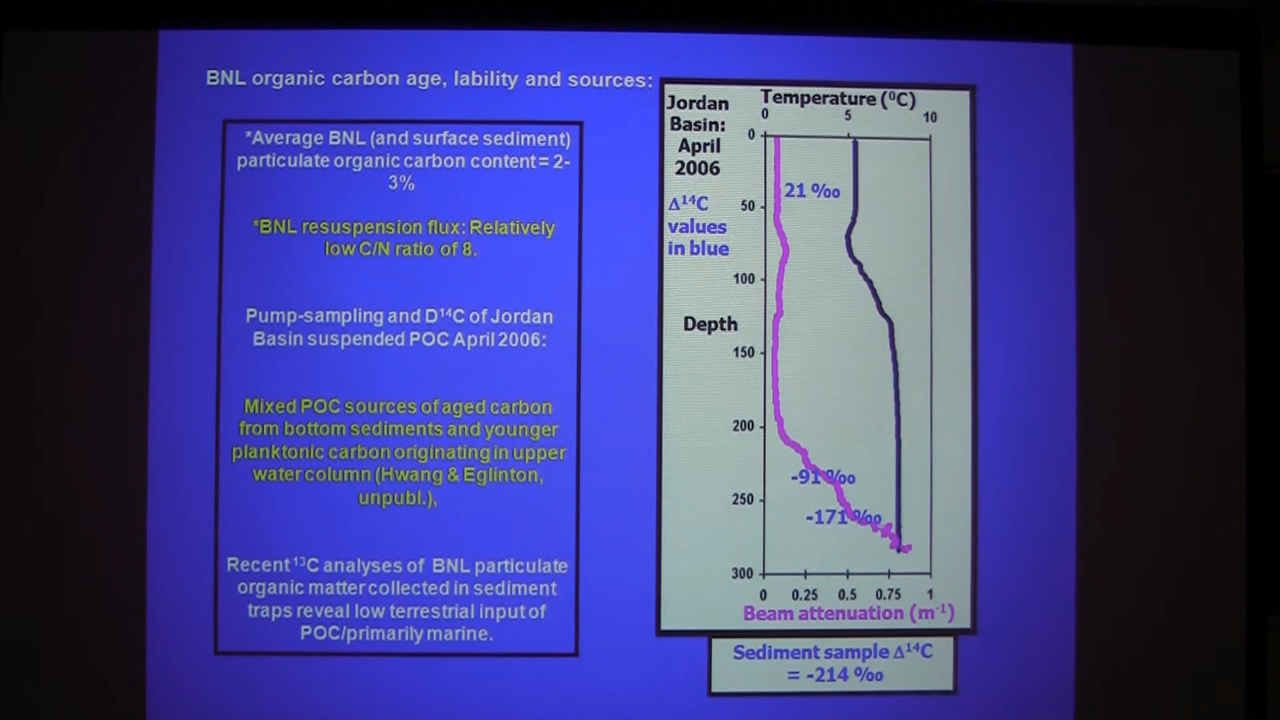 BNL organic carbon age, lability and sources:
*Average BNL (and surface sediment)
particulate organic carbon content = 2-
3%
*BNL resuspension flux: Relatively
low C/N ratio of 8.
Pump-sampling and D¹⁴C of Jordan
Basin suspended POC April 2006:
Mixed POC sources of aged carbon
from bottom sediments and younger
planktonic carbon originating in upper
water column (Hwang & Eglinton,
unpubl.),
Recent ¹³C analyses of BNL particulate
organic matter collected in sediment
traps reveal low terrestrial input of
POC/primarily marine.
Jordan
Basin:
April
2006
Δ¹⁴C
values
in blue
Temperature (⁰C)
0 5 10
0
50
100
150
200
250
300
Depth
21 ‰
-91 ‰
-171 ‰
0 0.25 0.5 0.75 1
Beam attenuation (m⁻¹)
Sediment sample Δ¹⁴C
= -214 ‰